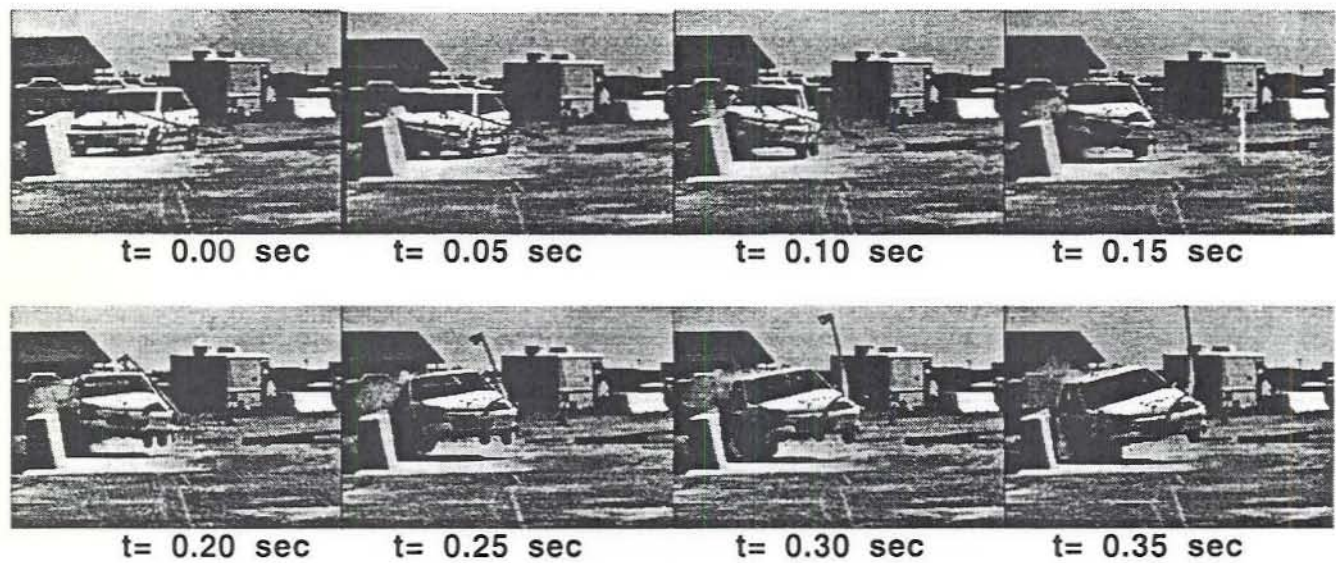 t= 0.00 sec t= 0.05 sec t= 0.10 sec t= 0.15 sec
t= 0.20 sec t= 0.25 sec t= 0.30 sec t= 0.35 sec